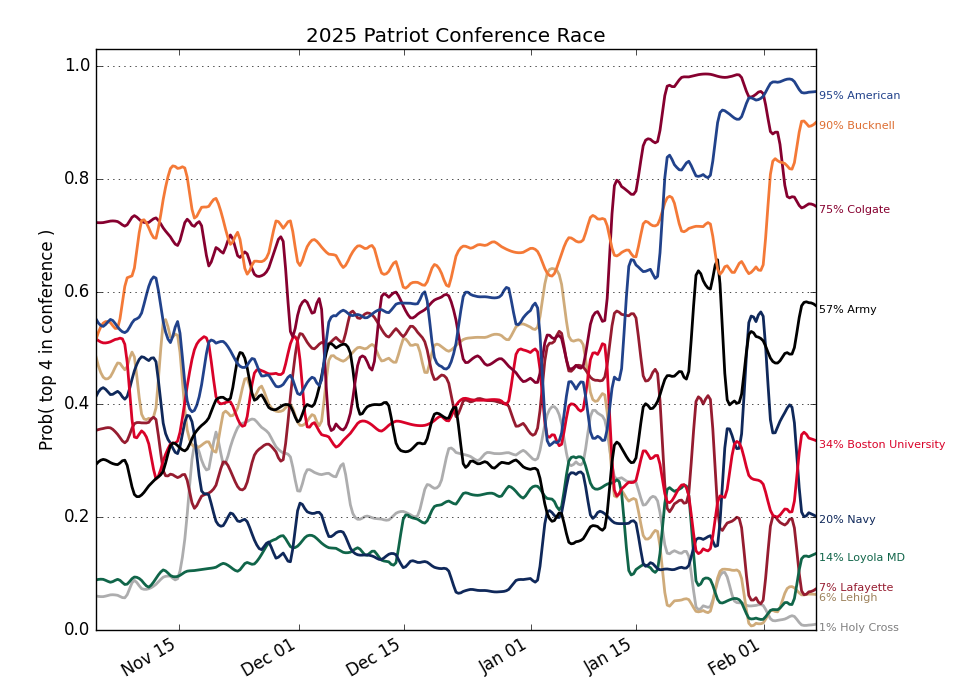 2025 Patriot Conference Race
Prob( top 4 in conference )
1.0
0.8
0.6
0.4
0.2
0.0
Nov 15
Dec 01
Dec 15
Jan 01
Jan 15
Feb 01
95% American
90% Bucknell
75% Colgate
57% Army
34% Boston University
20% Navy
14% Loyola MD
7% Lafayette
6% Lehigh
1% Holy Cross